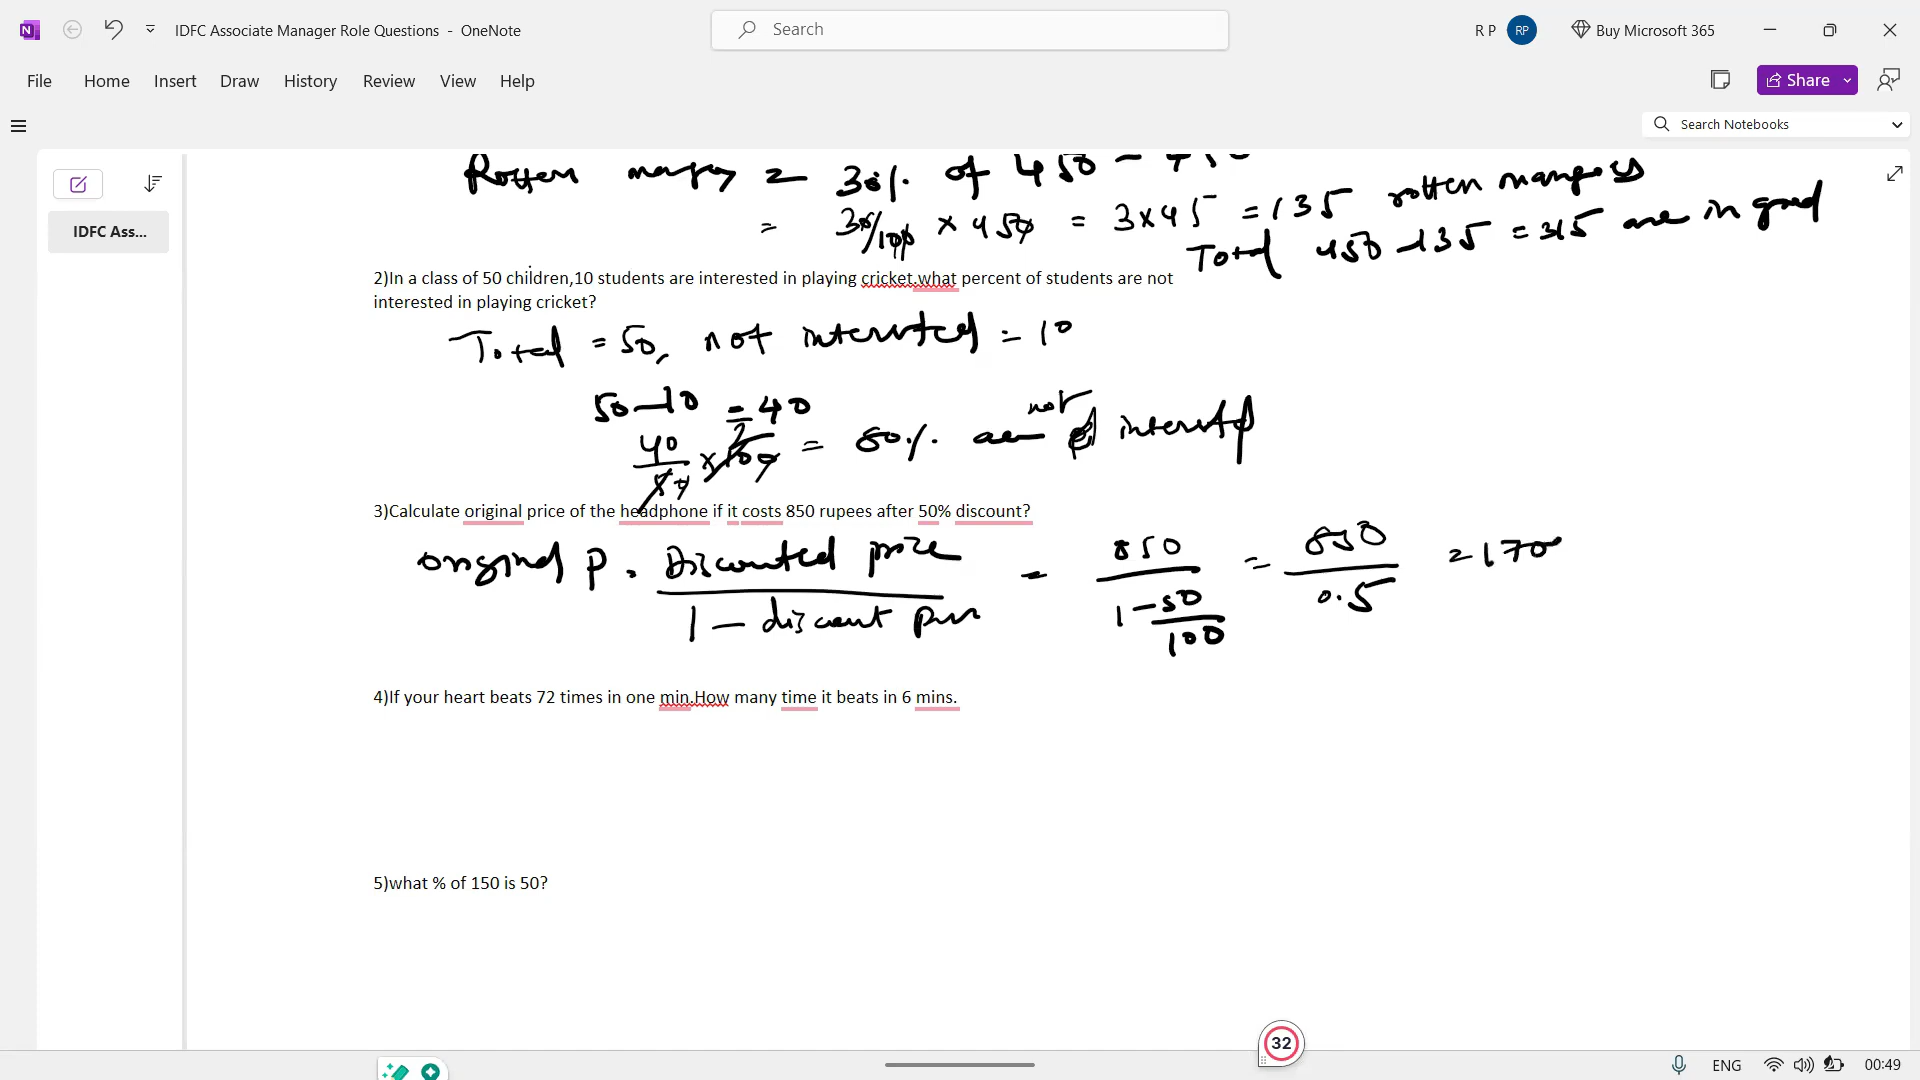 IDFC Associate Manager Role Questions - OneNote
Search
R P
RP
Buy Microsoft 365
File Home Insert Draw History Review View Help
Share
Search Notebooks
IDFC Ass...
Rotten = 30% of 450
= 30/100 × 450 = 3×45 = 135 rotten mangoes
Total 450-135 = 315 are in good
2)In a class of 50 children,10 students are interested in playing cricket.what percent of students are not
interested in playing cricket?
Total = 50, not interested = 10
50-10 = 40
40/50 × 100 = 80% are not interested
3)Calculate original price of the headphone if it costs 850 rupees after 50% discount?
original P = Discounted price / 1 - discount = 850 / 1 - 50/100 = 850 / 0.5 = 1700
4)If your heart beats 72 times in one min.How many time it beats in 6 mins.
5)what % of 150 is 50?
32
ENG
00:49